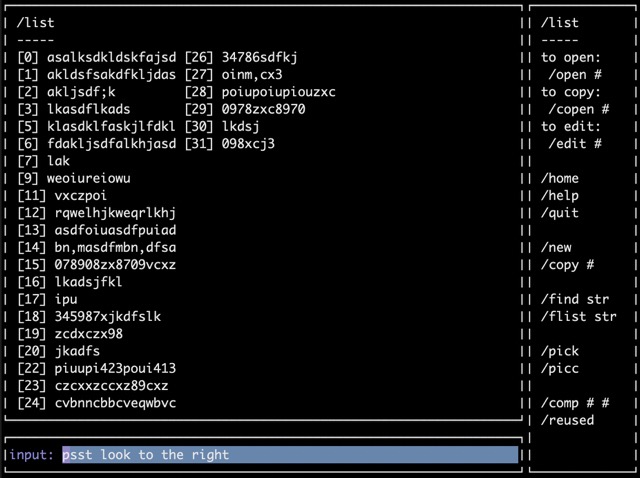 /list
-----
[0] asalksdkldskfajsd [26] 34786sdfkj
[1] akldsfsakdfkljdas [27] oinm,cx3
[2] akljsdf;k [28] poiupoiupiouzxc
[3] lkasdflkads [29] 0978zxc8970
[5] klasdklfaskjlfdkl [30] lkdsj
[6] fdakljsdfalkhjasd [31] 098xcj3
[7] lak
[9] weoiureiowu
[11] vxczpoi
[12] rqwelhjkweqrlkhj
[13] asdfoiuasdfpuiad
[14] bn,masdfmbn,dfsa
[15] 078908zx8709vcxz
[16] lkadsjfkl
[17] ipu
[18] 345987xjkdfslk
[19] zcdxczx98
[20] jkadfs
[22] piuupi423poui413
[23] czcxxzccxz89cxz
[24] cvbnncbbcveqwbvc
input: psst look to the right
/list
-----
to open:
/open #
to copy:
/copen #
to edit:
/edit #
/home
/help
/quit
/new
/copy #
/find str
/flist str
/pick
/picc
/comp # #
/reused